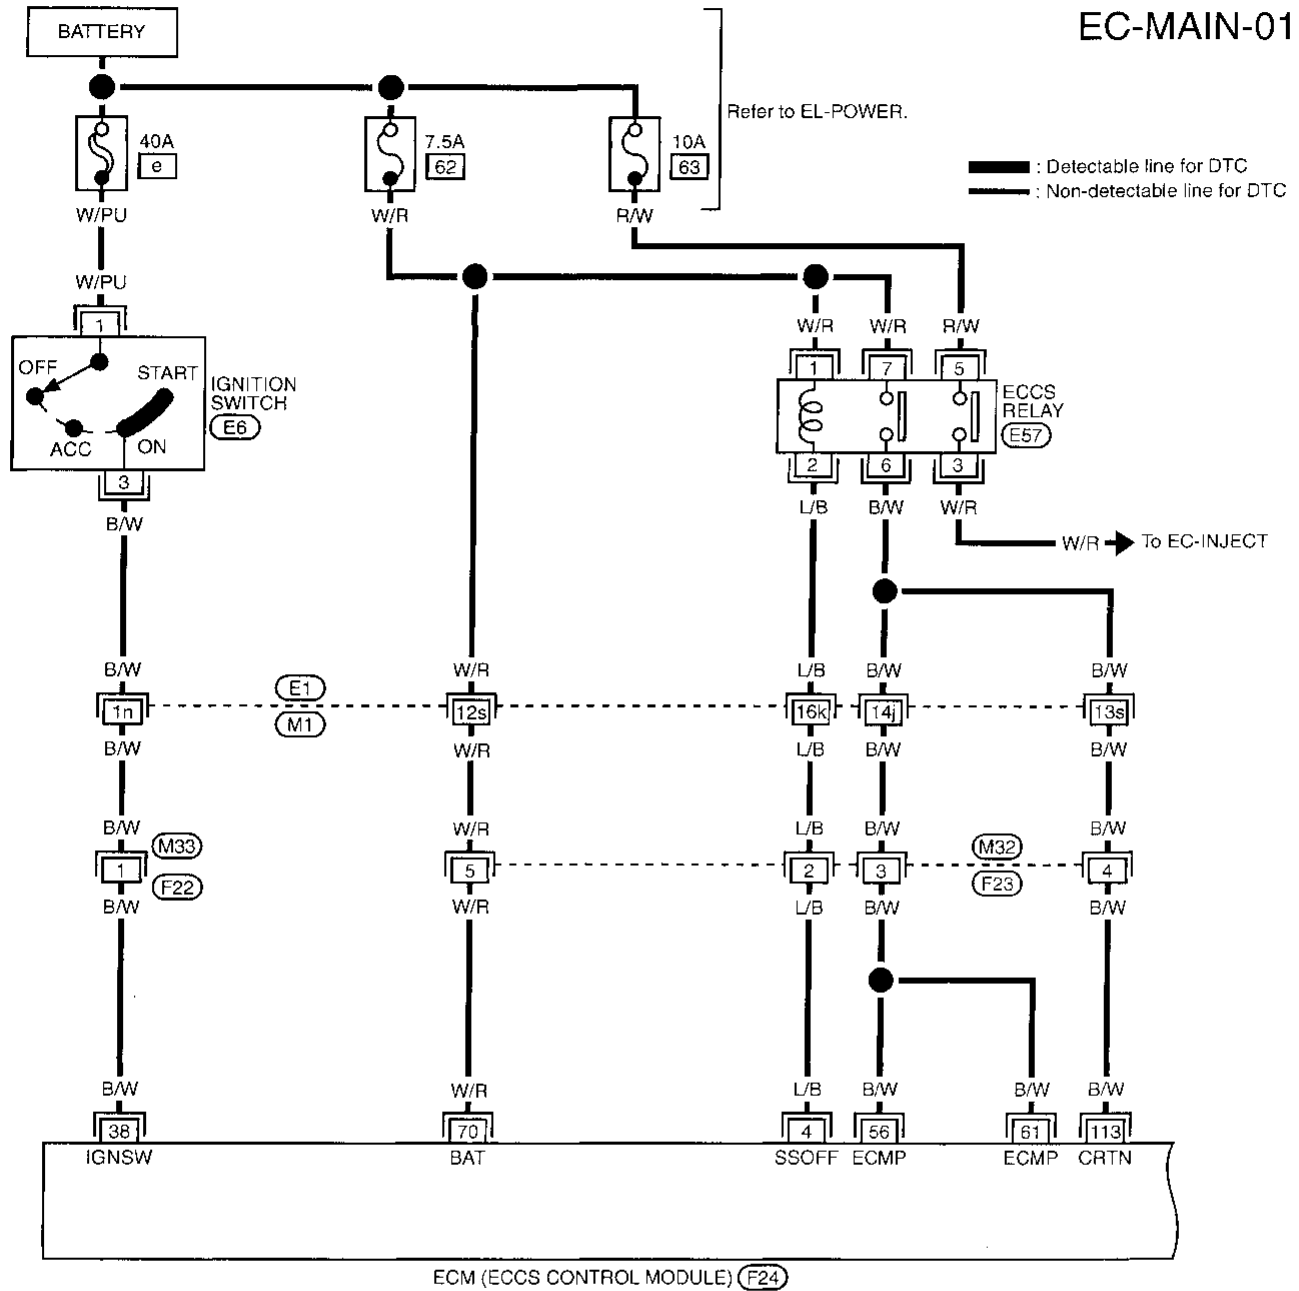 EC-MAIN-01
BATTERY
Refer to EL-POWER.
40A
e
7.5A
62
10A
63
: Detectable line for DTC
: Non-detectable line for DTC
W/PU
W/R
R/W
W/PU
1
OFF
START
ACC
ON
IGNITION
SWITCH
E6
3
B/W
W/R W/R R/W
1 7 5
ECCS
RELAY
E57
2 6 3
L/B B/W W/R
W/R To EC-INJECT
B/W W/R L/B B/W B/W
1n E1 12s 16k 14j 13s
M1
B/W W/R L/B B/W B/W
B/W W/R L/B B/W B/W
M33 M32
1 5 2 3 4
F22 F23
B/W W/R L/B B/W B/W
B/W W/R L/B B/W B/W B/W
38 70 4 56 61 113
IGNSW BAT SSOFF ECMP ECMP CRTN
ECM (ECCS CONTROL MODULE) F24